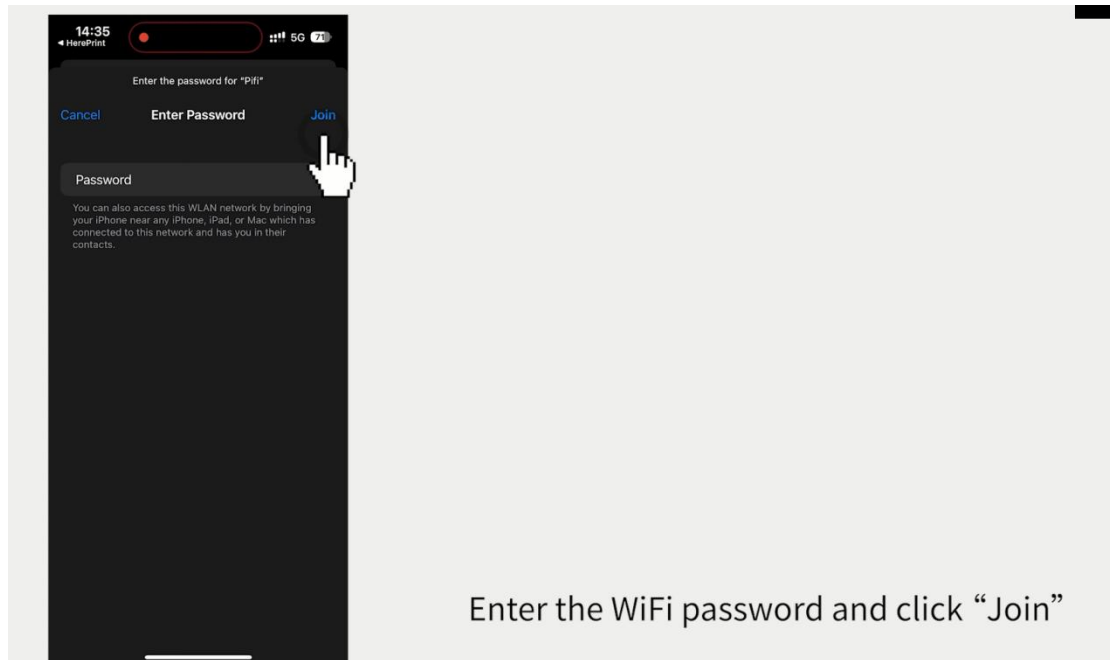 14:35
◀ HerePrint
5G 71
Enter the password for "Pifi"
Cancel Enter Password Join
Password
You can also access this WLAN network by bringing
your iPhone near any iPhone, iPad, or Mac which has
connected to this network and has you in their
contacts.
Enter the WiFi password and click “Join”